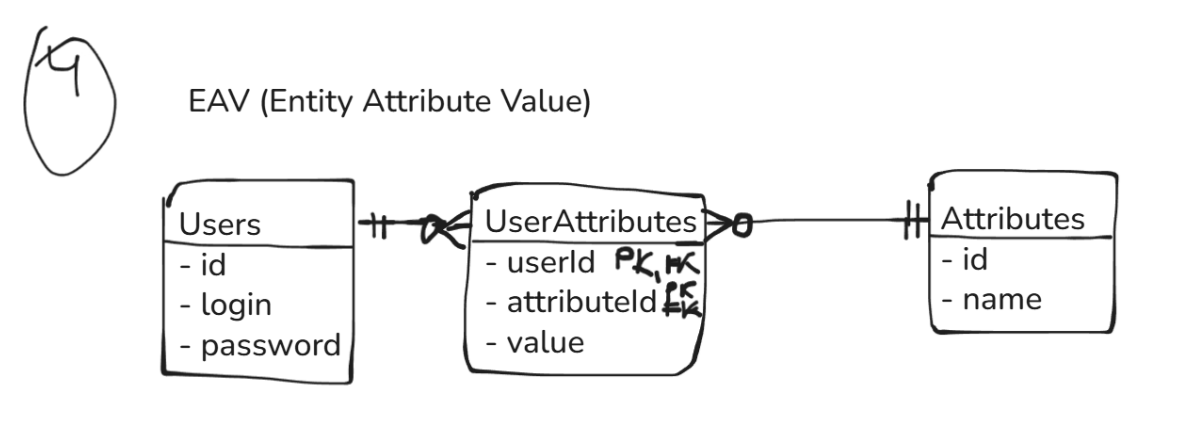 4
EAV (Entity Attribute Value)
Users
- id
- login
- password
UserAttributes
- userId PK, FK
- attributeId PK
FK
- value
Attributes
- id
- name